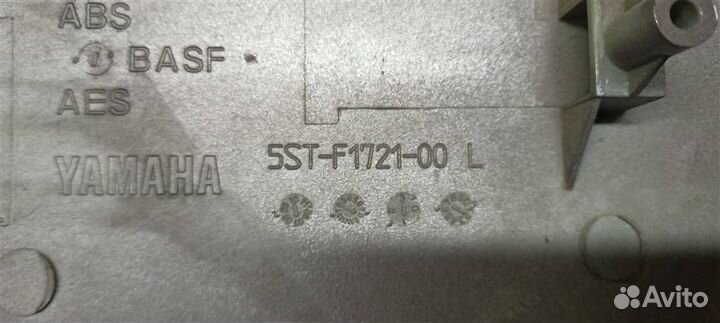 ABS
BASF
AES
YAMAHA
5ST-F1721-00 L
Avito